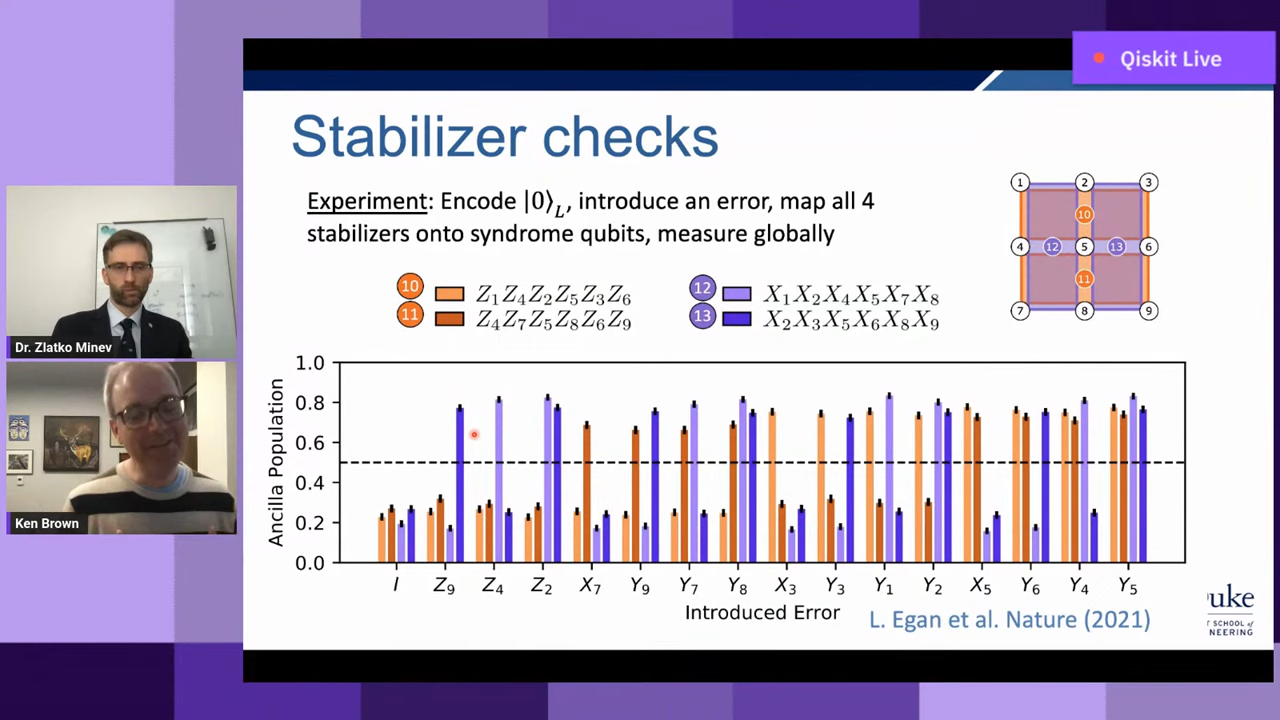 Qiskit Live
Stabilizer checks
Experiment: Encode |0⟩_L, introduce an error, map all 4
stabilizers onto syndrome qubits, measure globally
10 Z₁Z₄Z₂Z₅Z₃Z₆
11 Z₄Z₇Z₅Z₈Z₆Z₉
12 X₁X₂X₄X₅X₇X₈
13 X₂X₃X₅X₆X₈X₉
1 2 3
10
4 12 5 13 6
11
7 8 9
Dr. Zlatko Minev
Ken Brown
Ancilla Population
1.0
0.8
0.6
0.4
0.2
0.0
I Z₉ Z₄ Z₂ X₇ Y₉ Y₇ Y₈ X₃ Y₃ Y₁ Y₂ X₅ Y₆ Y₄ Y₅
Introduced Error
L. Egan et al. Nature (2021)
uke
T SCHOOL of
NEERING